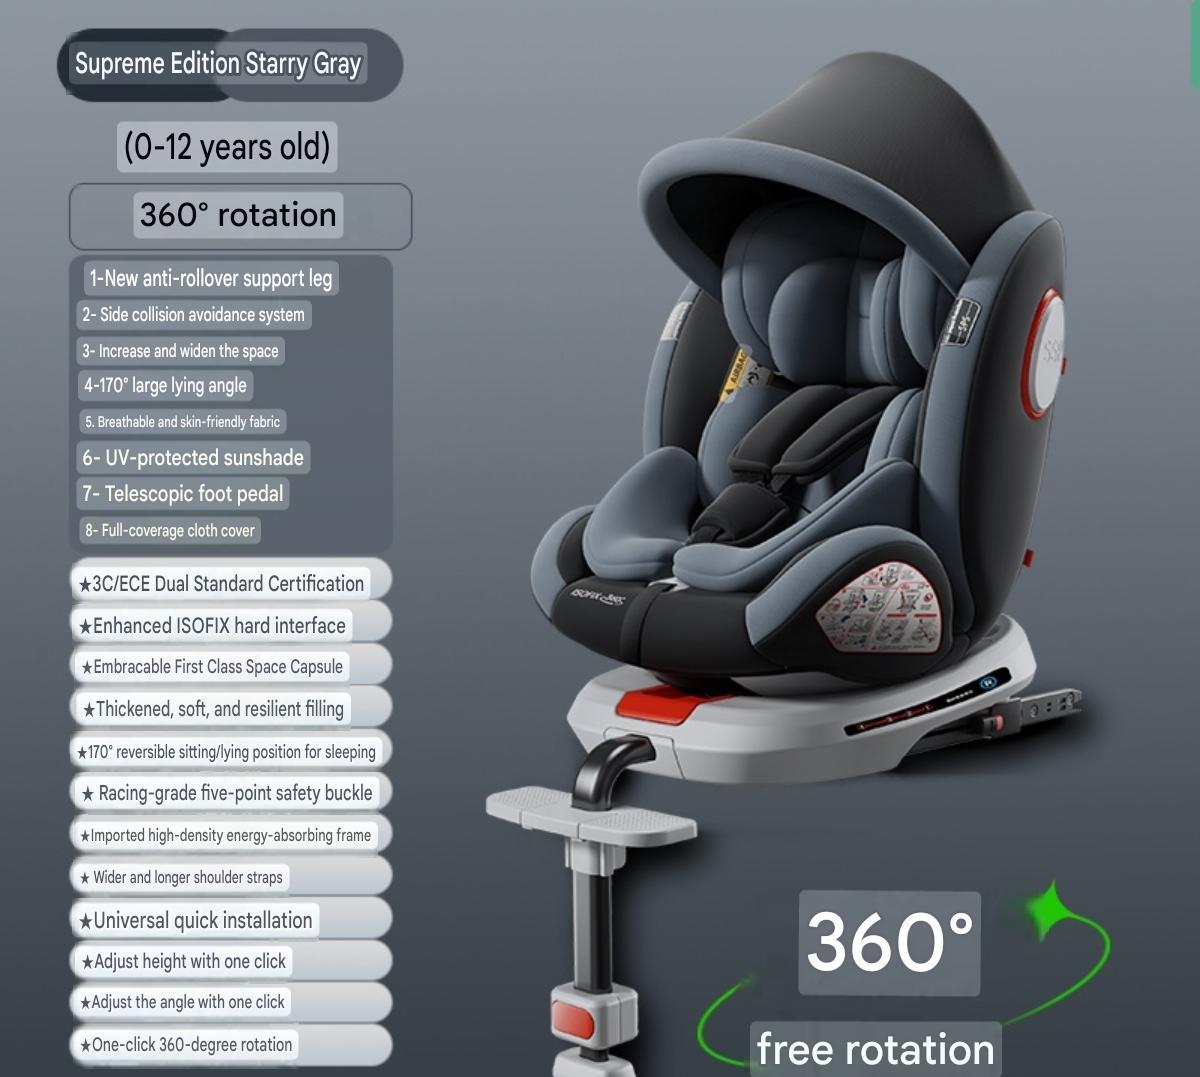 Supreme Edition Starry Gray
(0-12 years old)
360° rotation
1-New anti-rollover support leg
2- Side collision avoidance system
3- Increase and widen the space
4-170° large lying angle
5. Breathable and skin-friendly fabric
6- UV-protected sunshade
7- Telescopic foot pedal
8- Full-coverage cloth cover
★3C/ECE Dual Standard Certification
★Enhanced ISOFIX hard interface
★Embracable First Class Space Capsule
★Thickened, soft, and resilient filling
★170° reversible sitting/lying position for sleeping
★ Racing-grade five-point safety buckle
★Imported high-density energy-absorbing frame
★ Wider and longer shoulder straps
★Universal quick installation
★Adjust height with one click
★Adjust the angle with one click
★One-click 360-degree rotation
AIRBAG
ISOFIX 360°
360°
free rotation